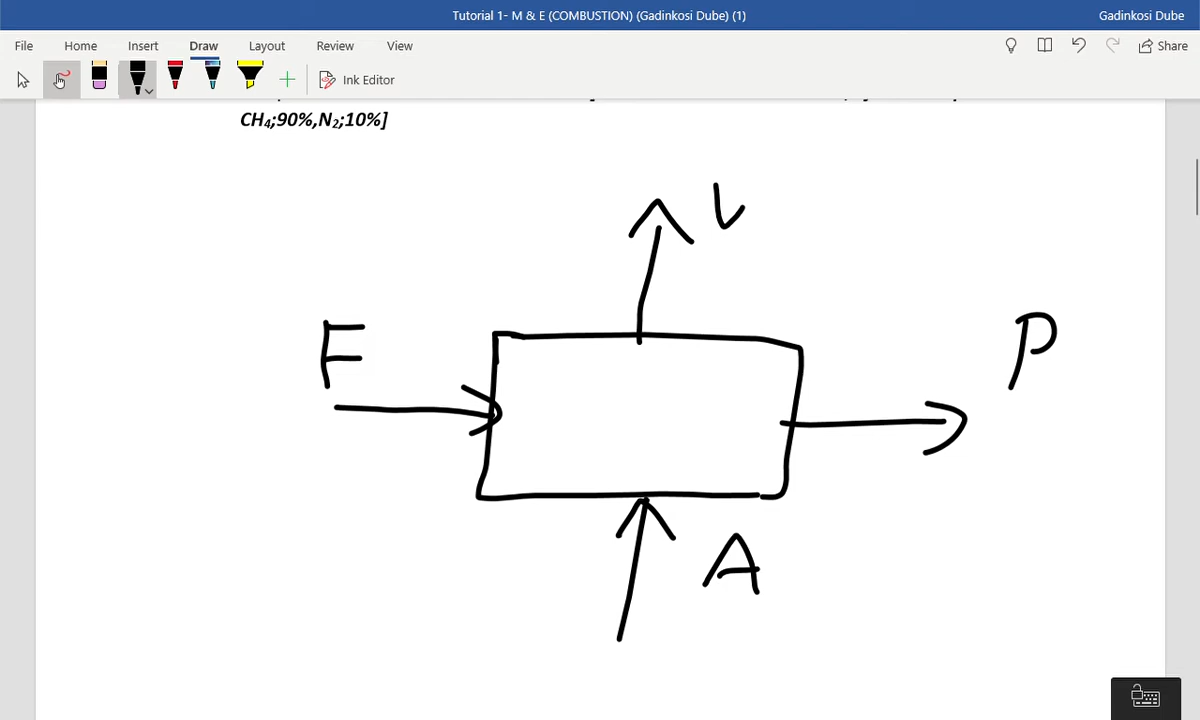 Tutorial 1- M & E (COMBUSTION) (Gadinkosi Dube) (1) Gadinkosi Dube
File Home Insert Draw Layout Review View Share
Ink Editor
CH₄;90%,N₂;10%]
F
P
A